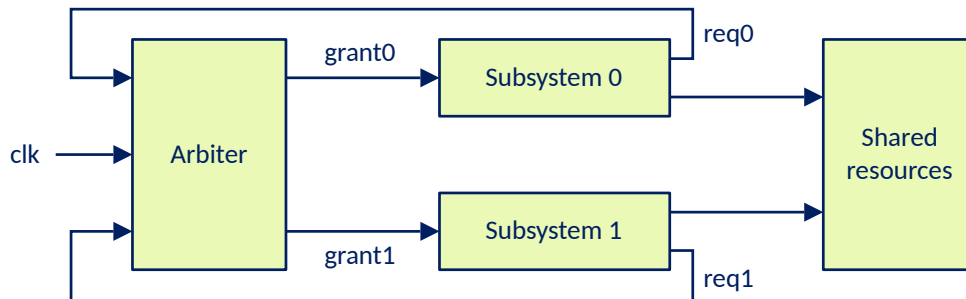 req0
grant0
Subsystem 0
clk
Arbiter
Shared
resources
Subsystem 1
grant1
req1